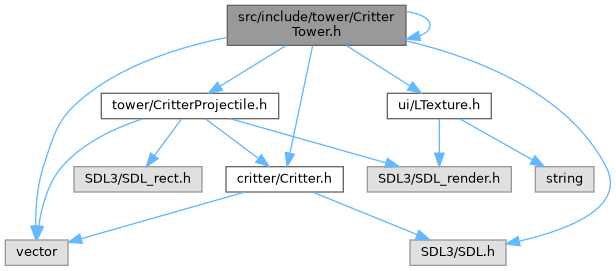 src/include/tower/Critter
Tower.h
tower/CritterProjectile.h
ui/LTexture.h
SDL3/SDL_rect.h
critter/Critter.h
SDL3/SDL_render.h
string
vector
SDL3/SDL.h